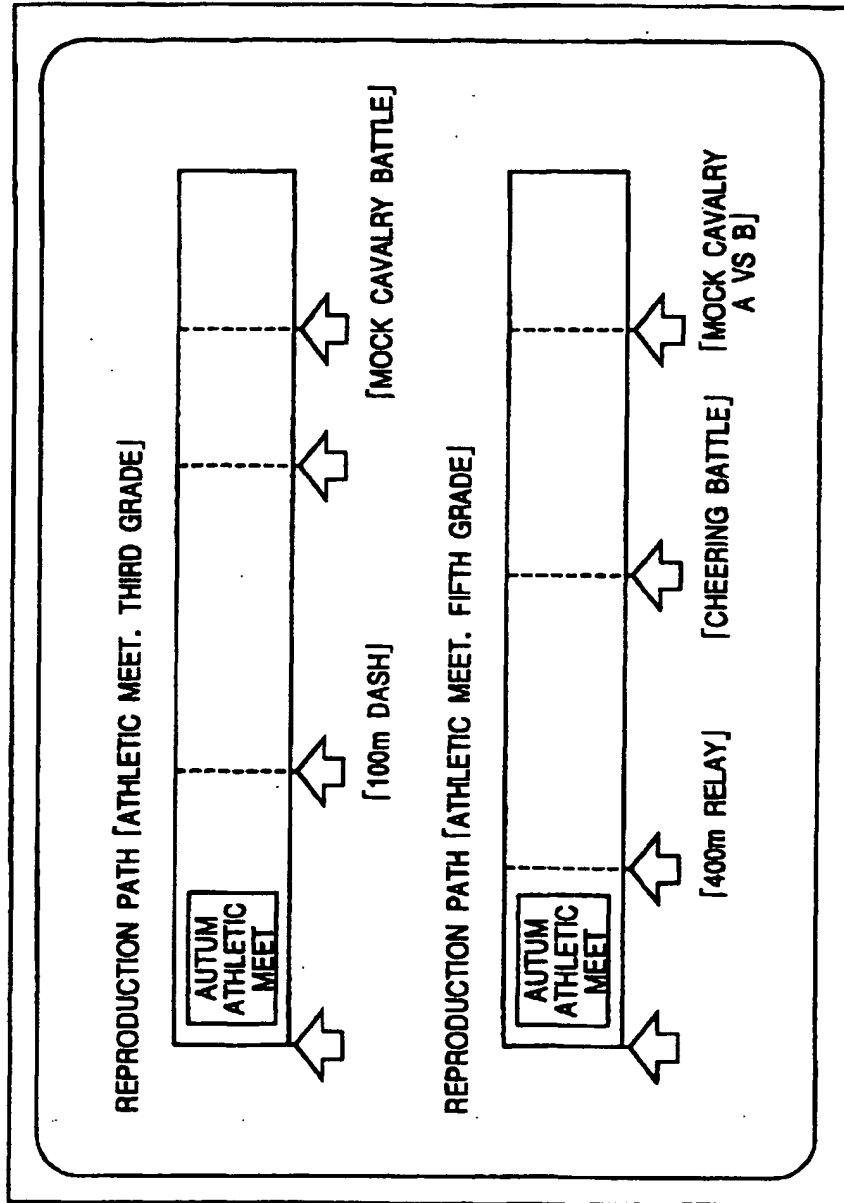 REPRODUCTION PATH ｢ATHLETIC MEET. THIRD GRADE｣
AUTUM
ATHLETIC
MEET
｢100m DASH｣
｢MOCK CAVALRY BATTLE｣
REPRODUCTION PATH ｢ATHLETIC MEET. FIFTH GRADE｣
AUTUM
ATHLETIC
MEET
｢400m RELAY｣
｢CHEERING BATTLE｣
｢MOCK CAVALRY
A VS B｣